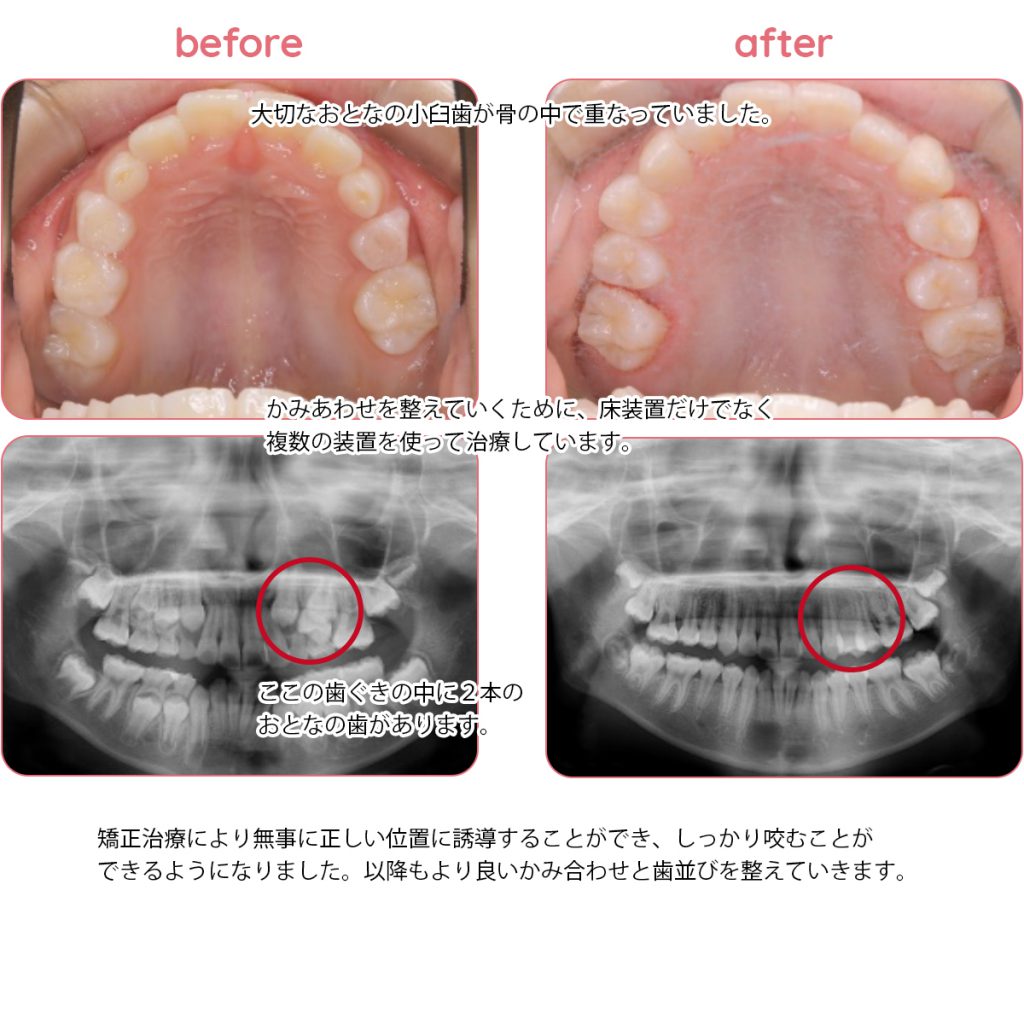 before
after
大切なおとなの小臼歯が骨の中で重なっていました。
かみあわせを整えていくために、床装置だけでなく
複数の装置を使って治療しています。
ここの歯ぐきの中に２本の
おとなの歯があります。
矯正治療により無事に正しい位置に誘導することができ、しっかり咬むことが
できるようになりました。以降もより良いかみ合わせと歯並びを整えていきます。